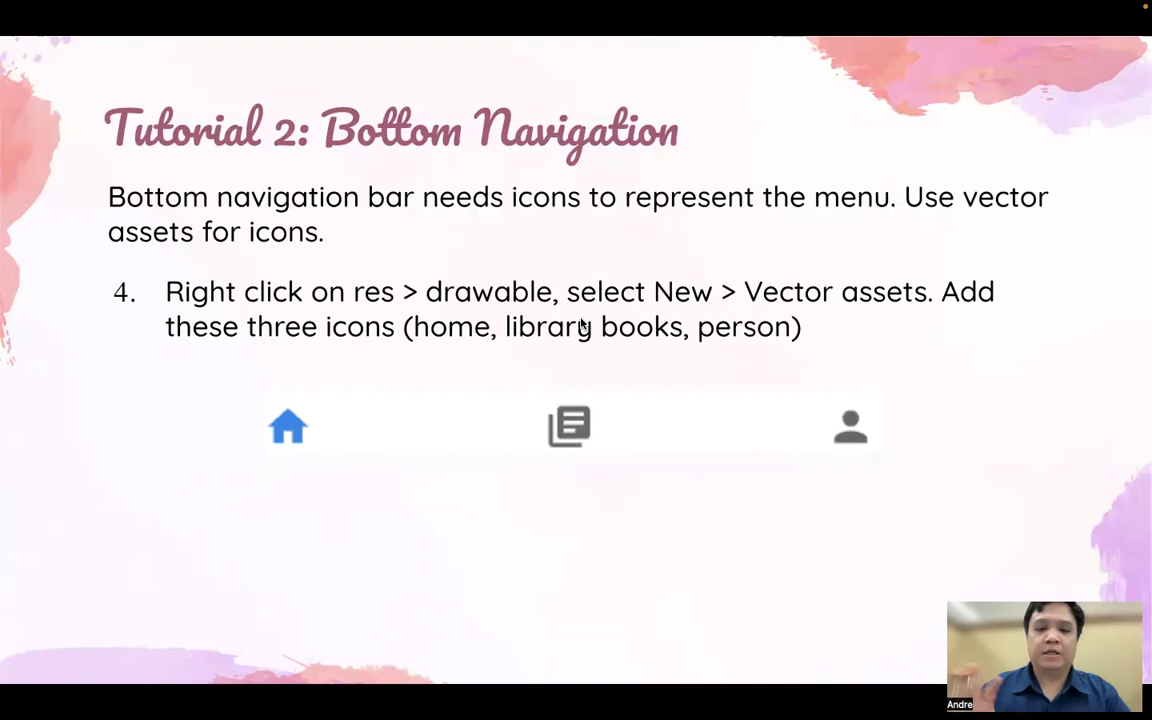 Tutorial 2: Bottom Navigation
Bottom navigation bar needs icons to represent the menu. Use vector
assets for icons.
4. Right click on res > drawable, select New > Vector assets. Add
these three icons (home, library books, person)
Andre